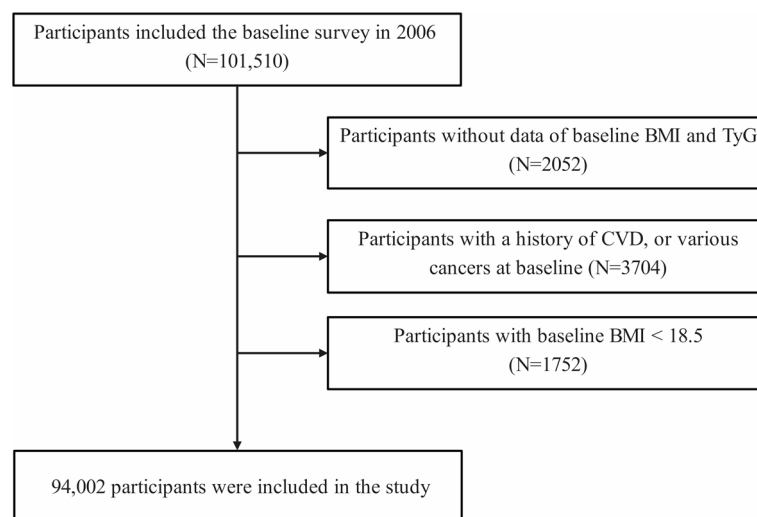 Participants included the baseline survey in 2006
(N=101,510)
Participants without data of baseline BMI and TyG
(N=2052)
Participants with a history of CVD, or various
cancers at baseline (N=3704)
Participants with baseline BMI < 18.5
(N=1752)
94,002 participants were included in the study